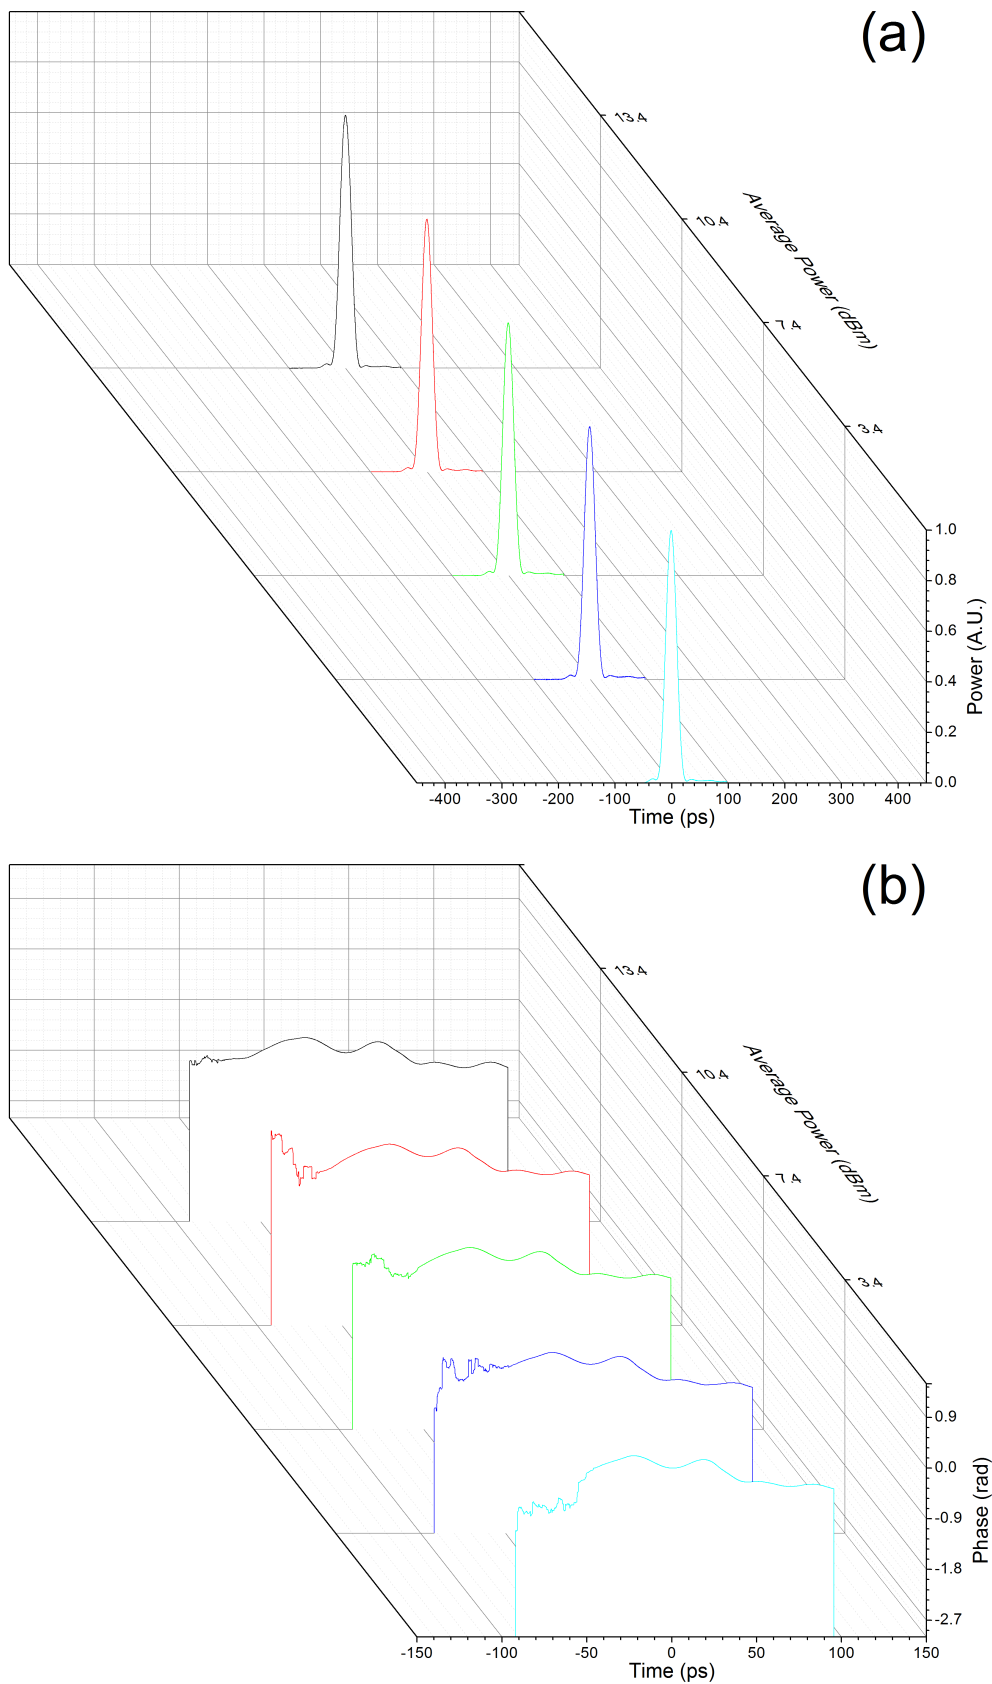 (a)
13.4
10.4
Average Power (dBm)
7.4
3.4
1.0
0.8
0.6
Power (A.U.)
0.4
0.2
0.0
-400 -300 -200 -100 0 100 200 300 400
Time (ps)
(b)
13.4
10.4
Average Power (dBm)
7.4
3.4
0.9
0.0
-0.9
Phase (rad)
-1.8
-2.7
-150 -100 -50 0 50 100 150
Time (ps)